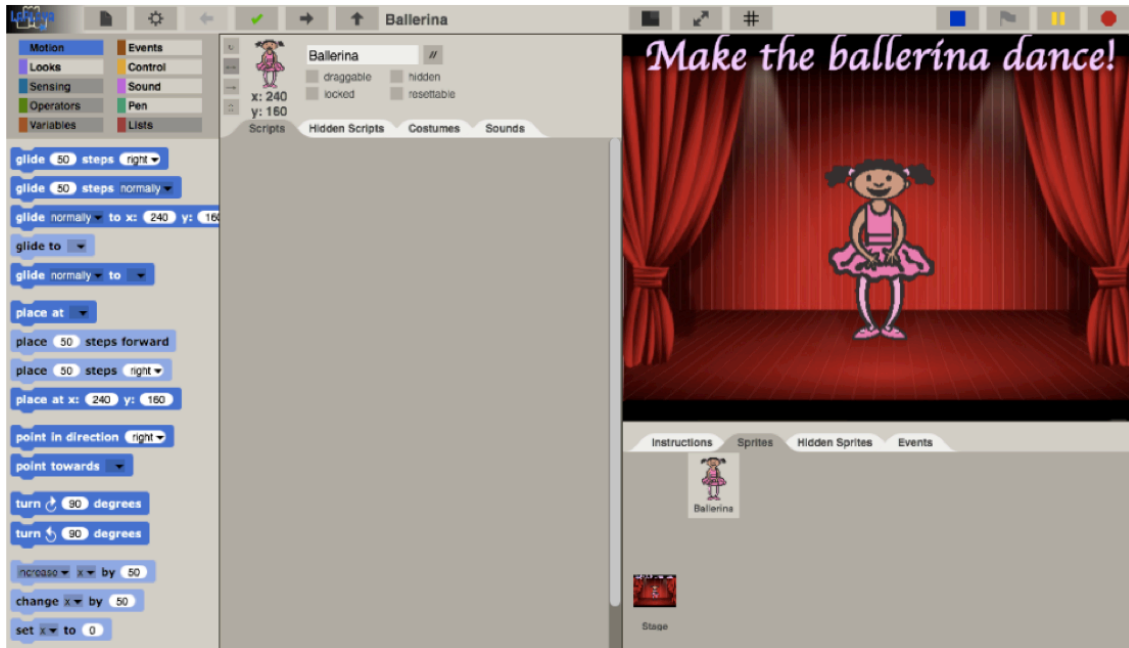 LaPlaya
Ballerina
Motion
Events
Looks
Control
Sensing
Sound
Operators
Pen
Variables
Lists
glide 50 steps right
glide 50 steps normally
glide normally to x: 240 y: 160
glide to
glide normally to
place at
place 50 steps forward
place 50 steps right
place at x: 240 y: 160
point in direction right
point towards
turn 90 degrees
turn 90 degrees
increase x by 50
change x by 50
set x to 0
Ballerina //
draggable hidden
locked resettable
x: 240
y: 160
Scripts Hidden Scripts Costumes Sounds
Make the ballerina dance!
Instructions Sprites Hidden Sprites Events
Ballerina
Stage